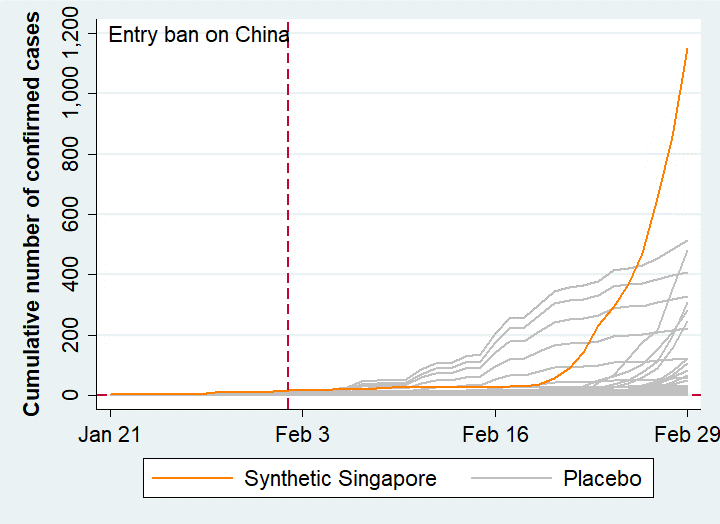 Entry ban on China
Cumulative number of confirmed cases
1,200
1,000
800
600
400
200
0
Jan 21
Feb 3
Feb 16
Feb 29
Synthetic Singapore
Placebo